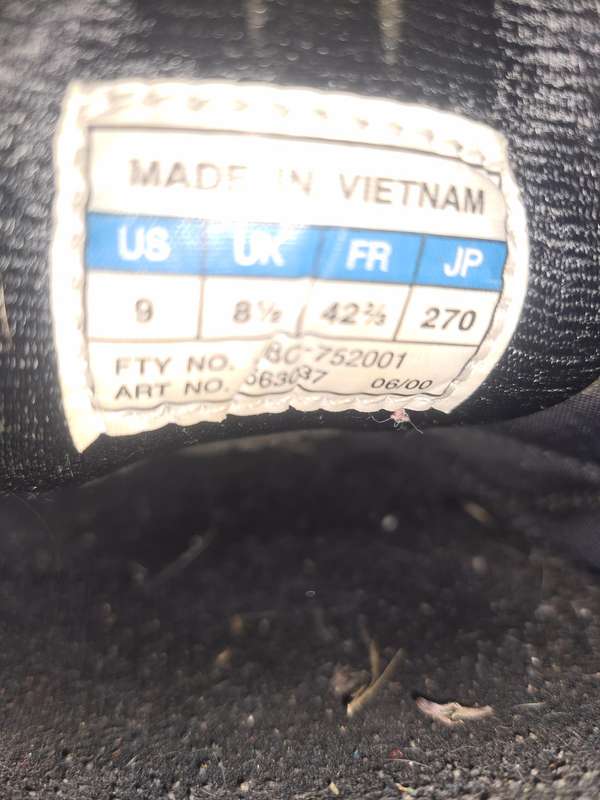 MADE IN VIETNAM
US UK FR JP
9 8½ 42⅔ 270
FTY NO. BC-752001
ART NO. 663037 06/00